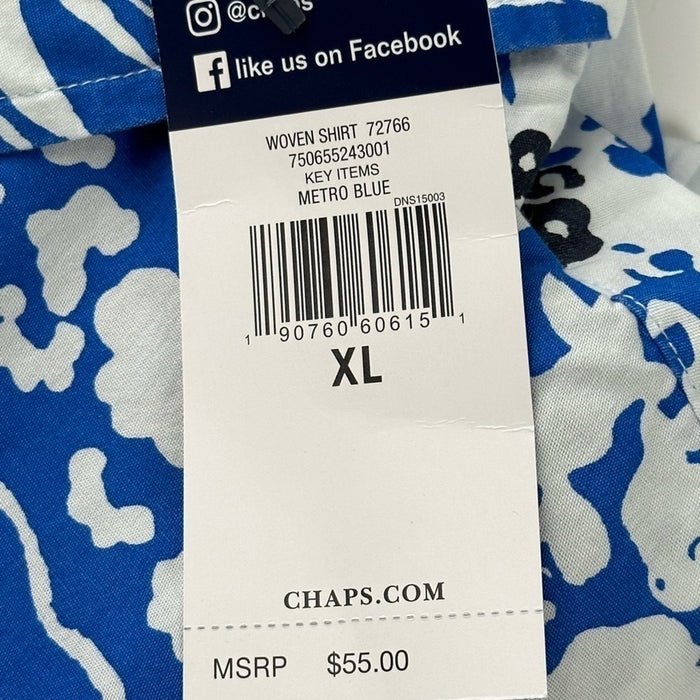 like us on Facebook
WOVEN SHIRT 72766
750655243001
KEY ITEMS
METRO BLUE
DNS15003
1 90760 60615 1
XL
CHAPS.COM
MSRP $55.00